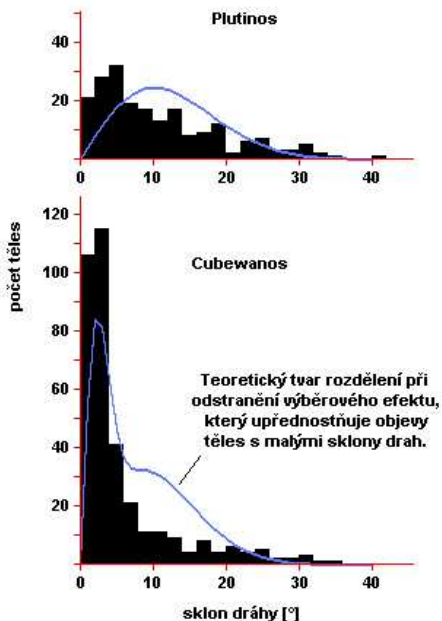 Plutinos
40
20
0 10 20 30 40
120
100
80
60
40
20
0 10 20 30 40
počet těles
Cubewanos
Teoretický tvar rozdělení při
odstranění výběrového efektu,
který upřednostňuje objevy
těles s malými sklony drah.
sklon dráhy [°]